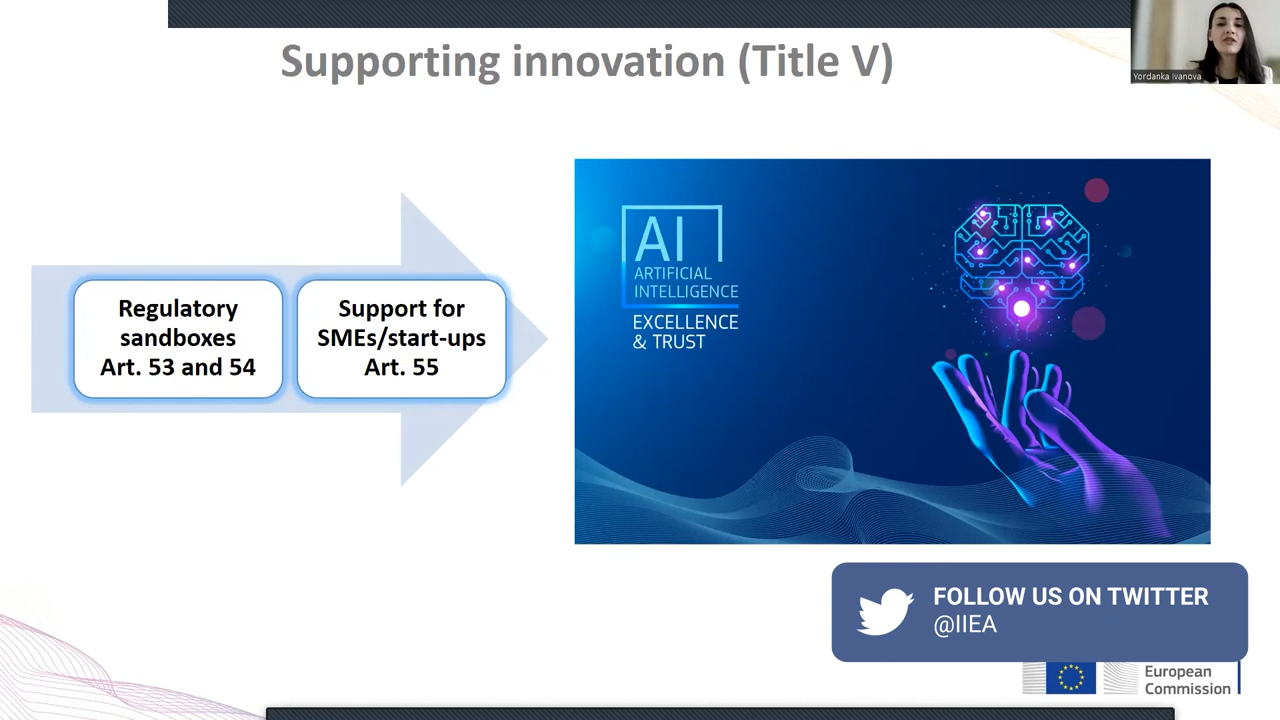 Supporting innovation (Title V)
Yordanka Ivanova
Regulatory
sandboxes
Art. 53 and 54
Support for
SMEs/start-ups
Art. 55
AI
ARTIFICIAL
INTELLIGENCE
EXCELLENCE
& TRUST
FOLLOW US ON TWITTER
@IIEA
European
Commission